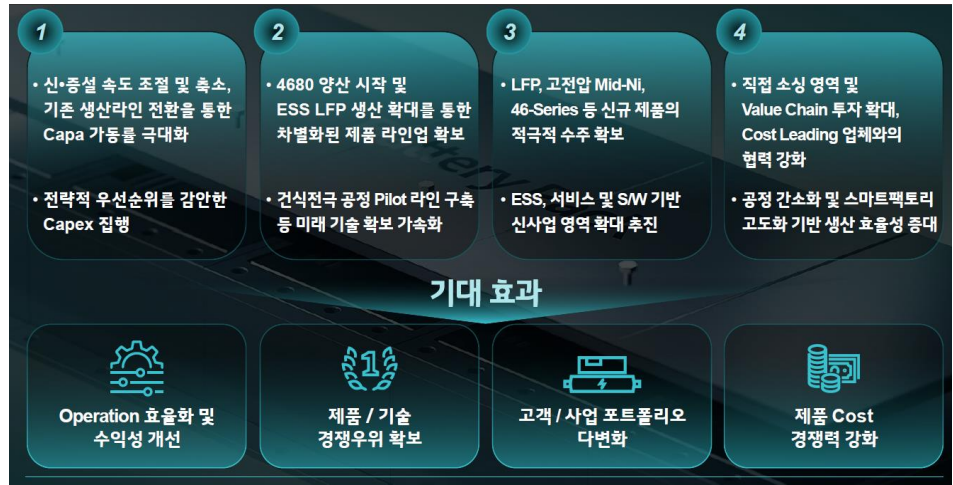 1
• 신•증설 속도 조절 및 축소,
기존 생산라인 전환을 통한
Capa 가동률 극대화
• 전략적 우선순위를 감안한
Capex 집행
2
• 4680 양산 시작 및
ESS LFP 생산 확대를 통한
차별화된 제품 라인업 확보
• 건식전극 공정 Pilot 라인 구축
등 미래 기술 확보 가속화
3
• LFP, 고전압 Mid-Ni,
46-Series 등 신규 제품의
적극적 수주 확보
• ESS, 서비스 및 S/W 기반
신사업 영역 확대 추진
4
• 직접 소싱 영역 및
Value Chain 투자 확대,
Cost Leading 업체와의
협력 강화
• 공정 간소화 및 스마트팩토리
고도화 기반 생산 효율성 증대
기대 효과
Operation 효율화 및
수익성 개선
1
제품 / 기술
경쟁우위 확보
고객 / 사업 포트폴리오
다변화
제품 Cost
경쟁력 강화